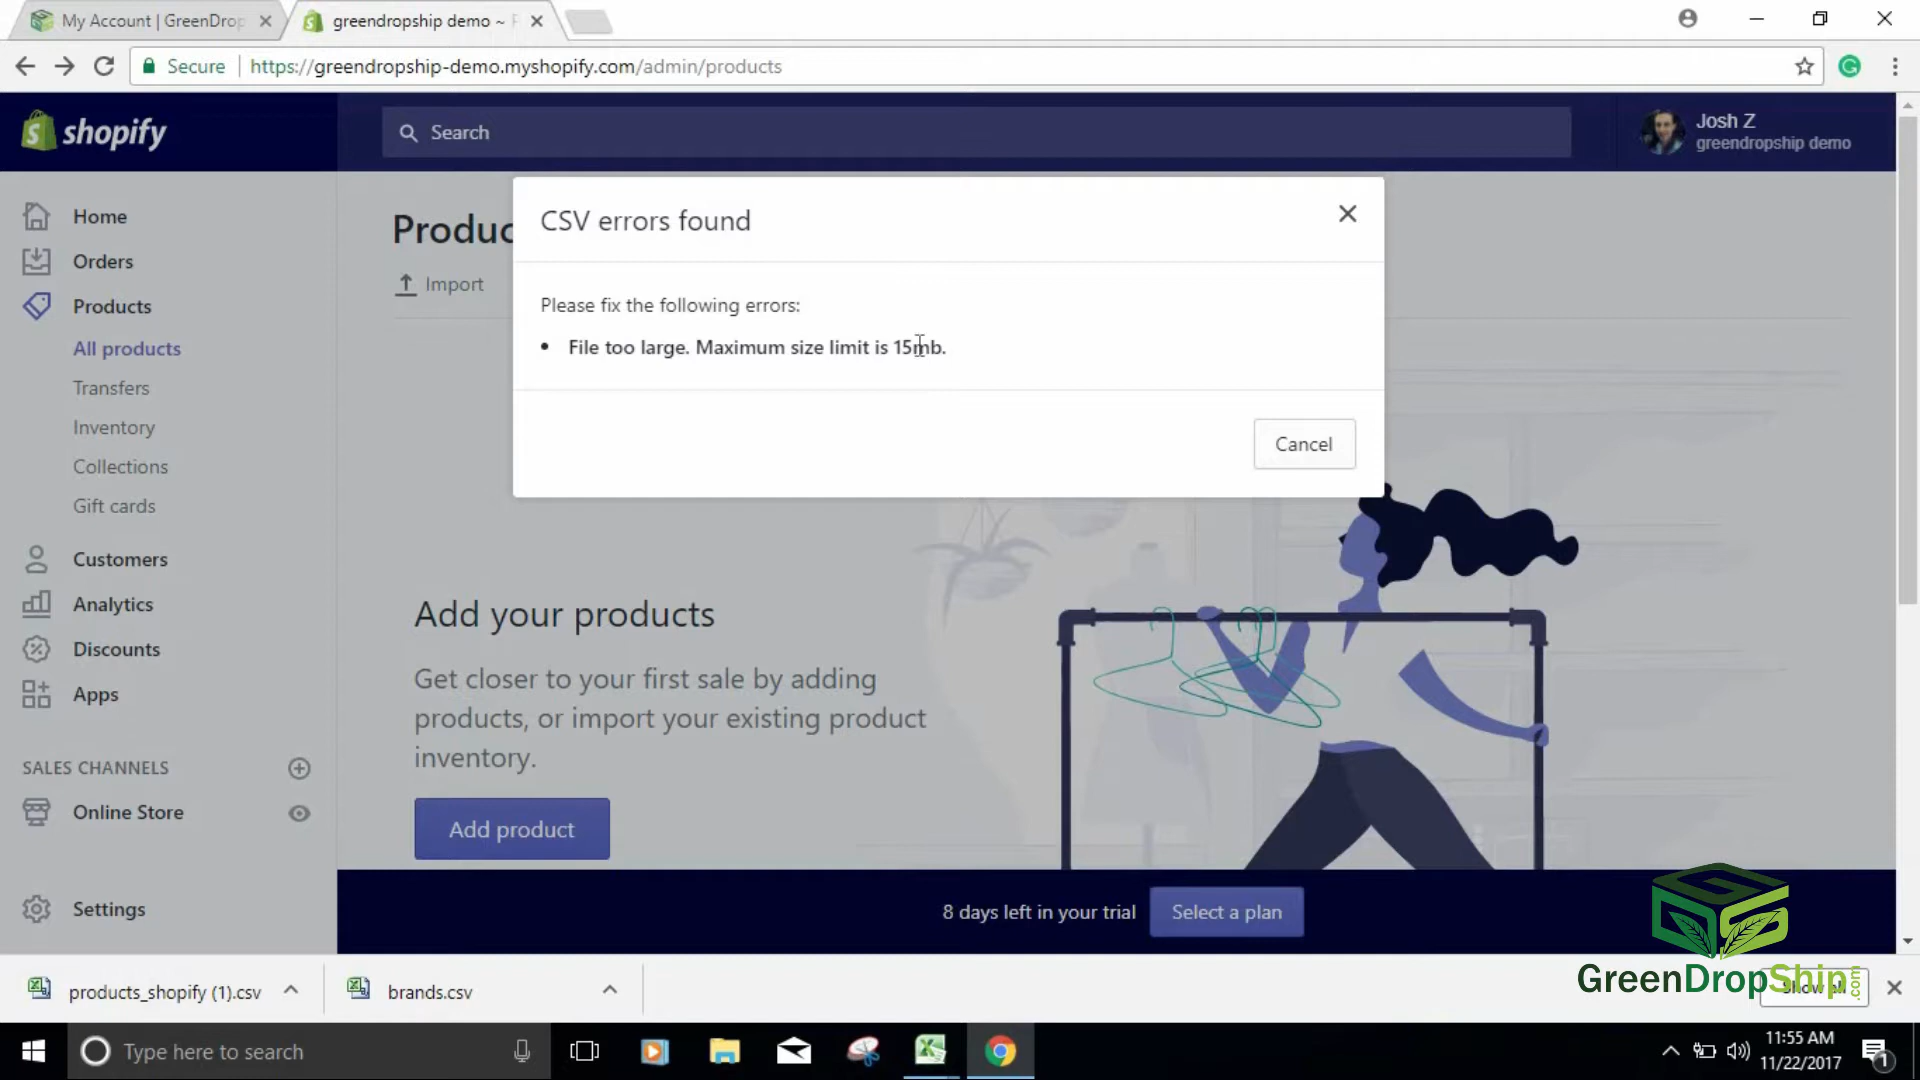 My Account | GreenDrop
greendropship demo ~ P
Secure
https://greendropship-demo.myshopify.com/admin/products
shopify
Search
Josh Z
greendropship demo
Home
Orders
Products
All products
Transfers
Inventory
Collections
Gift cards
Customers
Analytics
Discounts
Apps
SALES CHANNELS
Online Store
Settings
Produc
Import
CSV errors found
Please fix the following errors:
File too large. Maximum size limit is 15mb.
Cancel
Add your products
Get closer to your first sale by adding
products, or import your existing product
inventory.
Add product
8 days left in your trial
Select a plan
GreenDropShip.com
products_shopify (1).csv
brands.csv
Show all
Type here to search
11:55 AM
11/22/2017
1